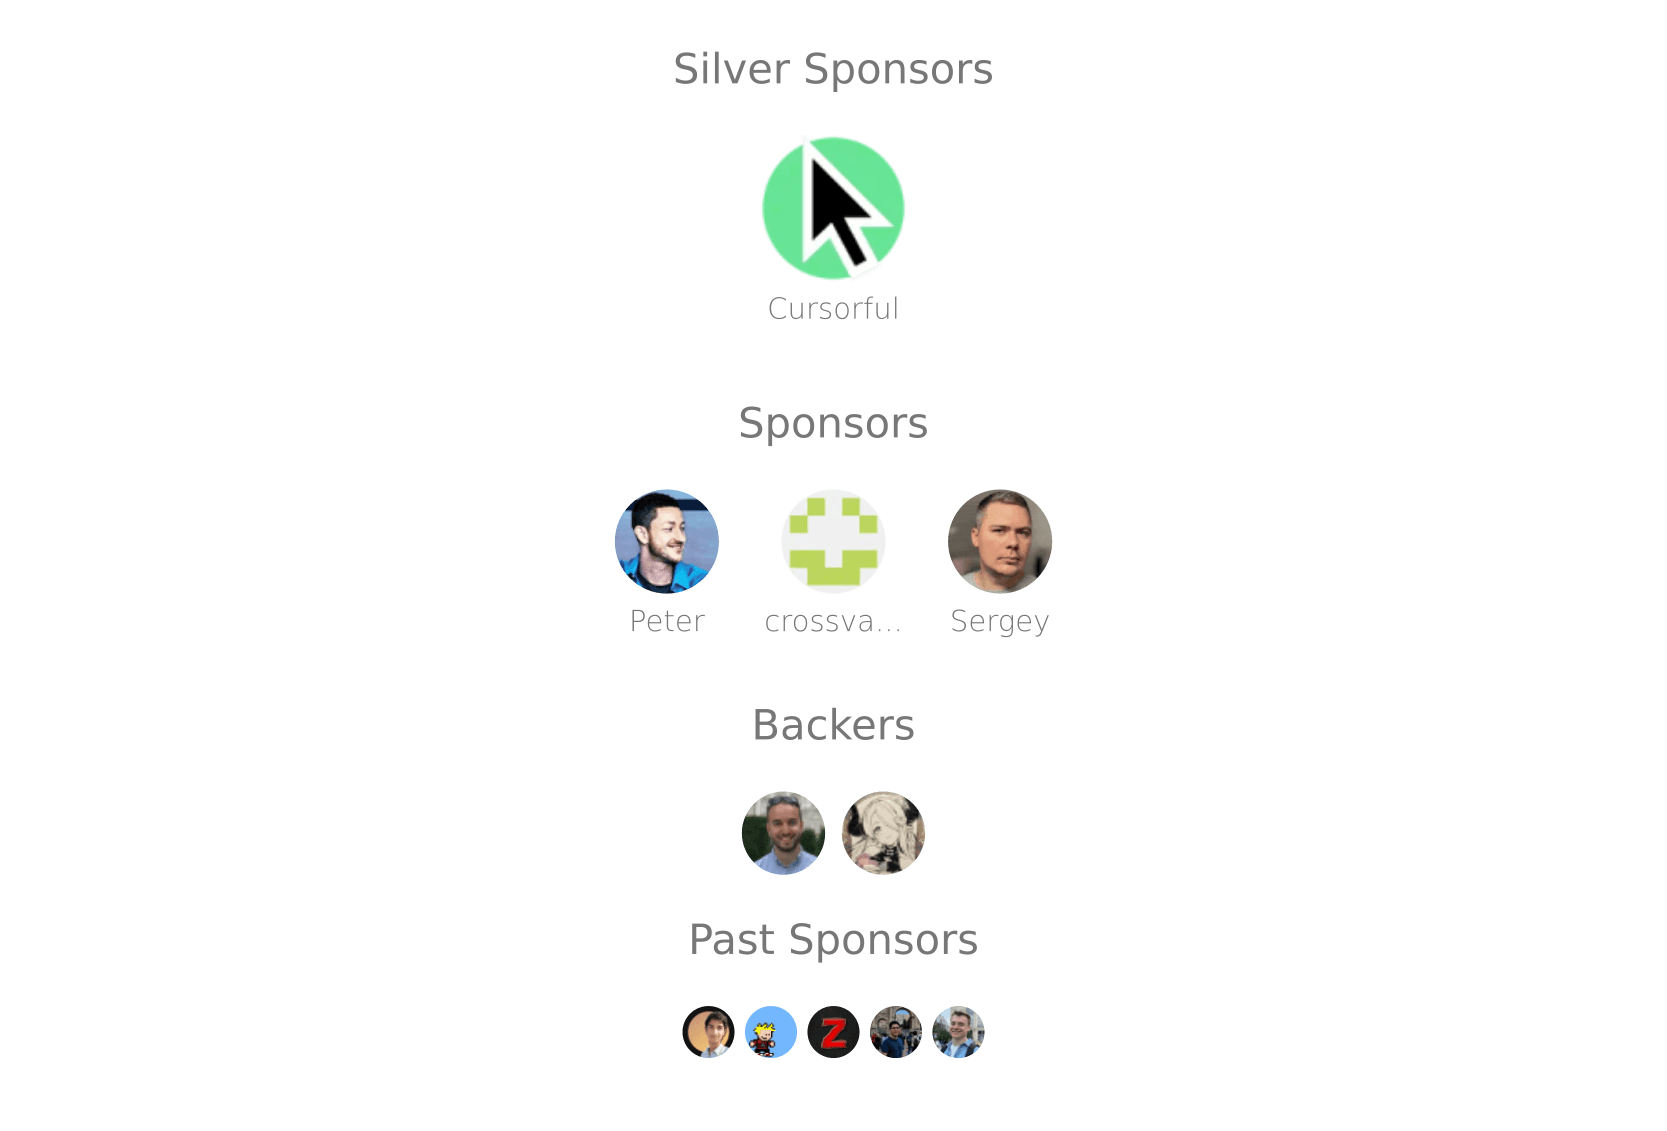 Silver Sponsors
Cursorful
Sponsors
Peter crossva... Sergey
Backers
Past Sponsors
Z